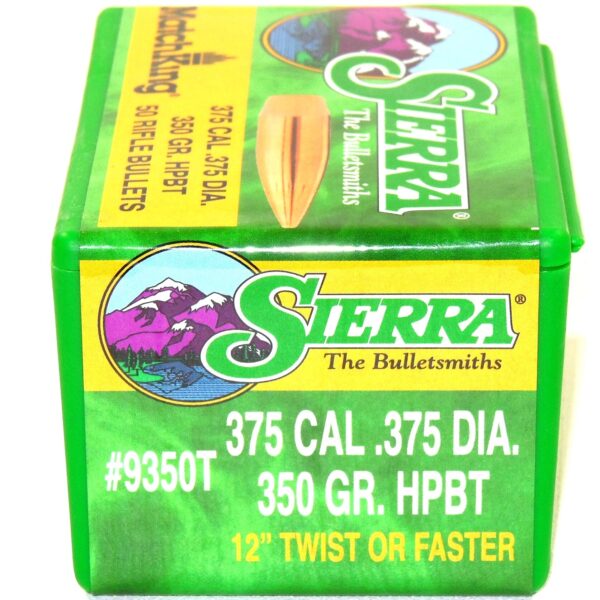 MatchKing®
375 CAL .375 DIA.
350 GR. HPBT
50 RIFLE BULLETS
SIERRA®
The Bulletsmiths
SIERRA®
The Bulletsmiths
#9350T
375 CAL .375 DIA.
350 GR. HPBT
12” TWIST OR FASTER